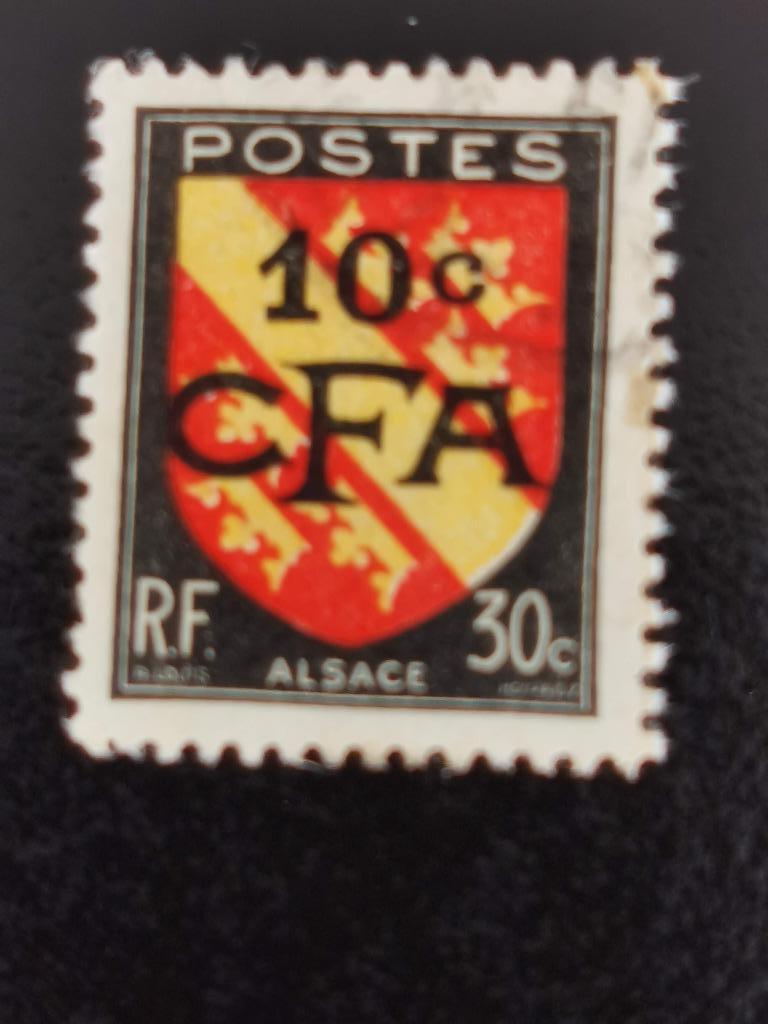 POSTES
10c
CFA
R.F.
30c
ALSACE